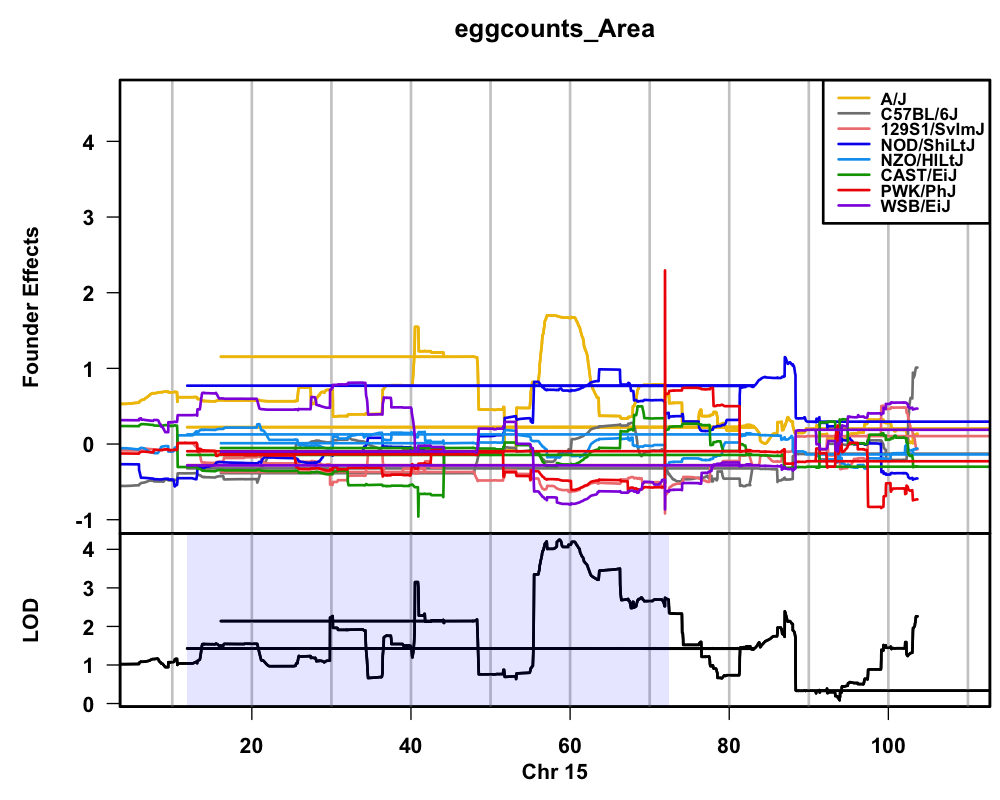 eggcounts_Area
A/J
C57BL/6J
129S1/SvImJ
NOD/ShiLtJ
NZO/HlLtJ
CAST/EiJ
PWK/PhJ
WSB/EiJ
Founder Effects
4
3
2
1
0
-1
LOD
4
3
2
1
0
20 40 60 80 100
Chr 15